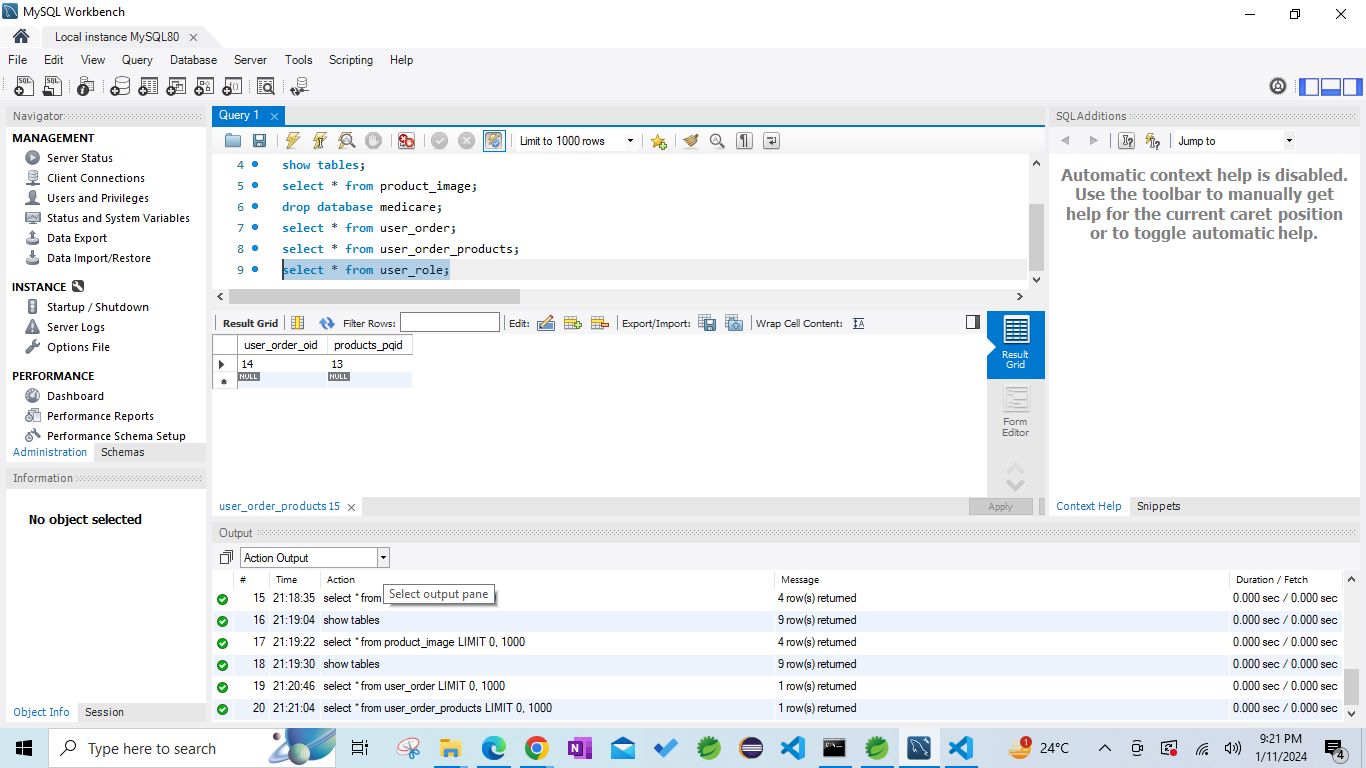 MySQL Workbench
Local instance MySQL80
File Edit View Query Database Server Tools Scripting Help
Navigator
MANAGEMENT
Server Status
Client Connections
Users and Privileges
Status and System Variables
Data Export
Data Import/Restore
INSTANCE
Startup / Shutdown
Server Logs
Options File
PERFORMANCE
Dashboard
Performance Reports
Performance Schema Setup
Administration Schemas
Information
No object selected
Object Info Session
Query 1
Limit to 1000 rows
4 show tables;
5 select * from product_image;
6 drop database medicare;
7 select * from user_order;
8 select * from user_order_products;
9 select * from user_role;
Result Grid Filter Rows: Edit: Export/Import: Wrap Cell Content:
user_order_oid products_pqid
14 13
NULL NULL
Result
Grid
Form
Editor
user_order_products 15
Apply
SQLAdditions
Jump to
Automatic context help is disabled.
Use the toolbar to manually get
help for the current caret position
or to toggle automatic help.
Context Help Snippets
Output
Action Output
# Time Action Message Duration / Fetch
Select output pane
15 21:18:35 select * from 4 row(s) returned 0.000 sec / 0.000 sec
16 21:19:04 show tables 9 row(s) returned 0.000 sec / 0.000 sec
17 21:19:22 select * from product_image LIMIT 0, 1000 4 row(s) returned 0.000 sec / 0.000 sec
18 21:19:30 show tables 9 row(s) returned 0.000 sec / 0.000 sec
19 21:20:46 select * from user_order LIMIT 0, 1000 1 row(s) returned 0.000 sec / 0.000 sec
20 21:21:04 select * from user_order_products LIMIT 0, 1000 1 row(s) returned 0.000 sec / 0.000 sec
Type here to search
1
24°C
9:21 PM
1/11/2024
4